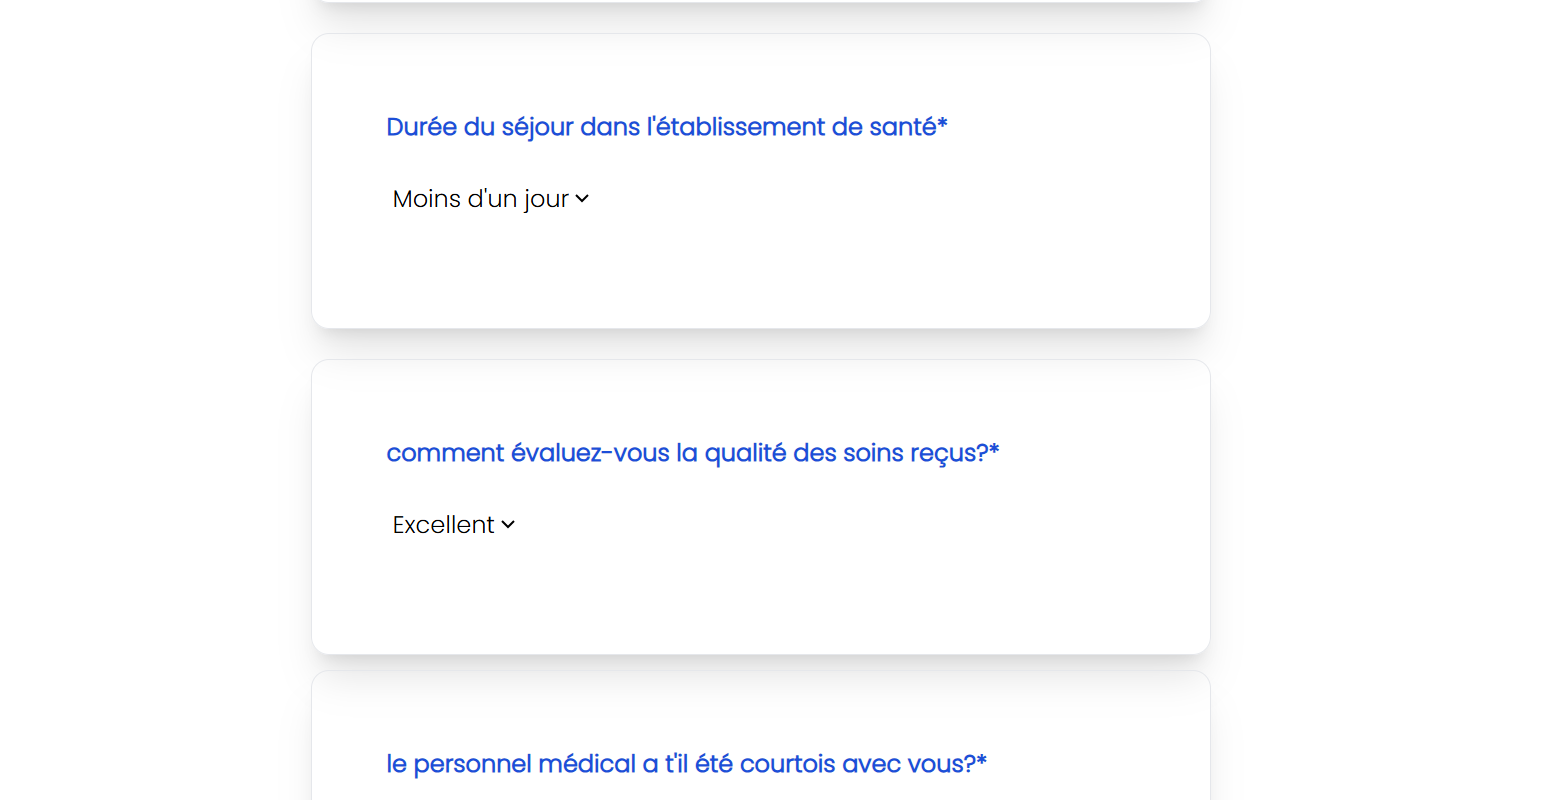 Durée du séjour dans l'établissement de santé*
Moins d'un jour
comment évaluez-vous la qualité des soins reçus?*
Excellent
le personnel médical a t'il été courtois avec vous?*